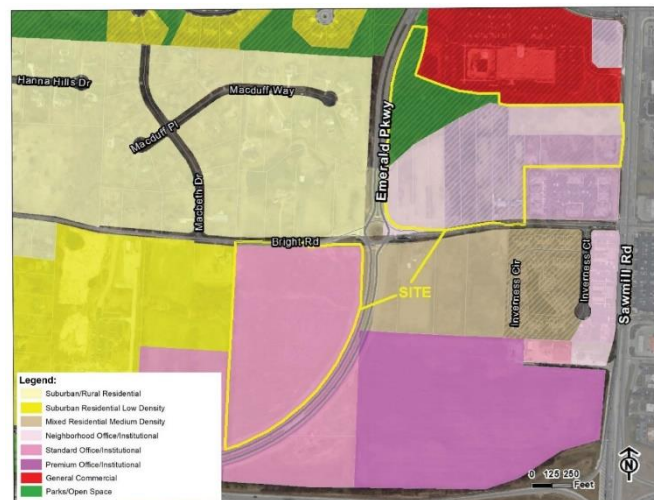 Hanna Hills Dr
Macduff Way
Macduff Pl
Macbeth Dr
Emerald Pkwy
Bright Rd
SITE
Inverness Cir
Inverness Ct
Sawmill Rd
Legend:
Suburban/Rural Residential
Suburban Residential Low Density
Mixed Residential Medium Density
Neighborhood Office/Institutional
Standard Office/Institutional
Premium Office/Institutional
General Commercial
Parks/Open Space
0 125 250
Feet
N